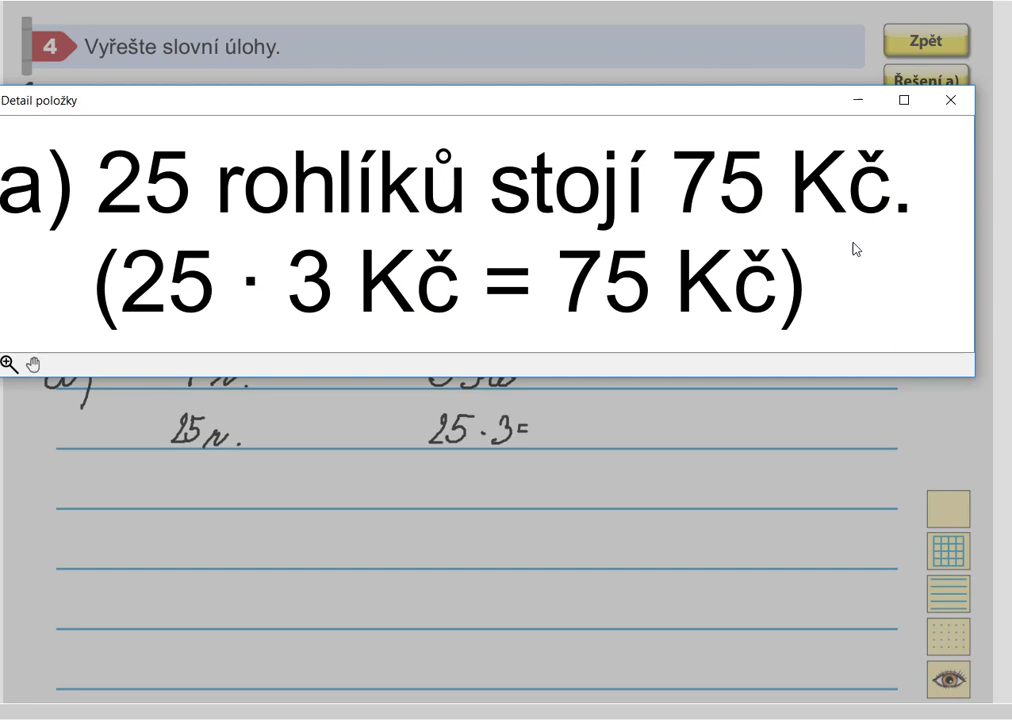 4 Vyřešte slovní úlohy.
Zpět
Řešení a)
Detail položky
a) 25 rohlíků stojí 75 Kč.
(25 · 3 Kč = 75 Kč)
25 r. 25 · 3 =